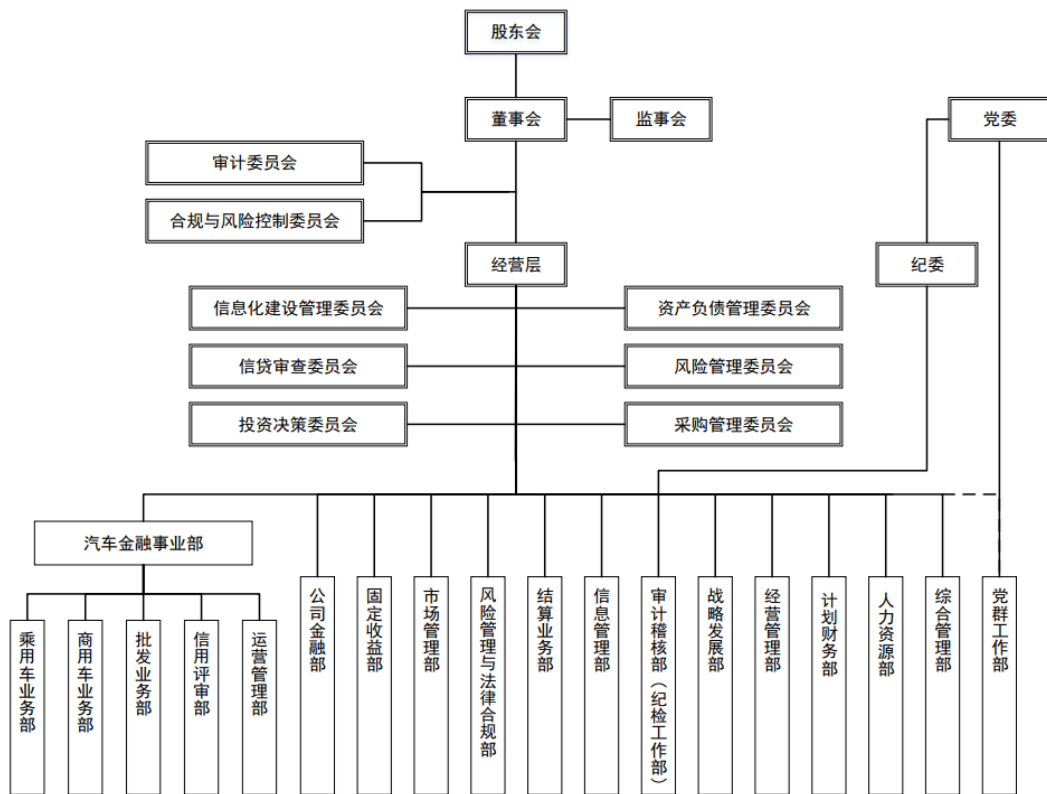 股东会
董事会
监事会
党委
审计委员会
合规与风险控制委员会
经营层
纪委
信息化建设管理委员会
资产负债管理委员会
信贷审查委员会
风险管理委员会
投资决策委员会
采购管理委员会
汽车金融事业部
公司金融部
固定收益部
市场管理部
风险管理与法律合规部
结算业务部
信息管理部
审计稽核部（纪检工作部）
战略发展部
经营管理部
计划财务部
人力资源部
综合管理部
党群工作部
乘用车业务部
商用车业务部
批发业务部
信用评审部
运营管理部